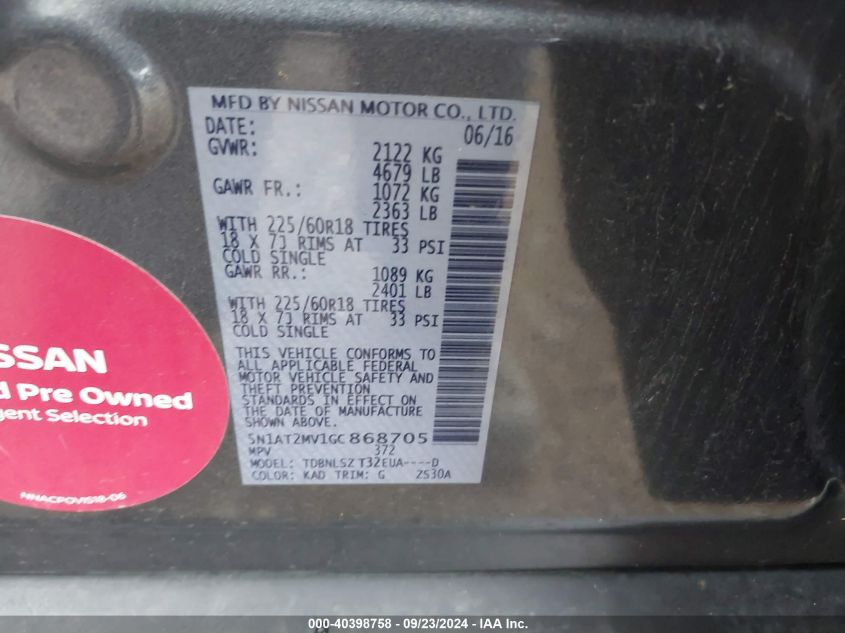 MFD BY NISSAN MOTOR CO., LTD.
DATE: 06/16
GVWR: 2122 KG
4679 LB
GAWR FR.: 1072 KG
2363 LB
WITH 225/60R18 TIRES
18 X 7J RIMS AT 33 PSI
COLD SINGLE
GAWR RR.: 1089 KG
2401 LB
WITH 225/60R18 TIRES
18 X 7J RIMS AT 33 PSI
COLD SINGLE
THIS VEHICLE CONFORMS TO
ALL APPLICABLE FEDERAL
MOTOR VEHICLE SAFETY AND
THEFT PREVENTION
STANDARDS IN EFFECT ON
THE DATE OF MANUFACTURE
SHOWN ABOVE.
5N1AT2MV1GC868705
MPV 372
MODEL: TDBNLSZ T32EUA----D
COLOR: KAD TRIM: G 2S30A
SSAN
d Pre Owned
gent Selection
NNACPOVIS18-06
000-40398758 - 09/23/2024 - IAA Inc.